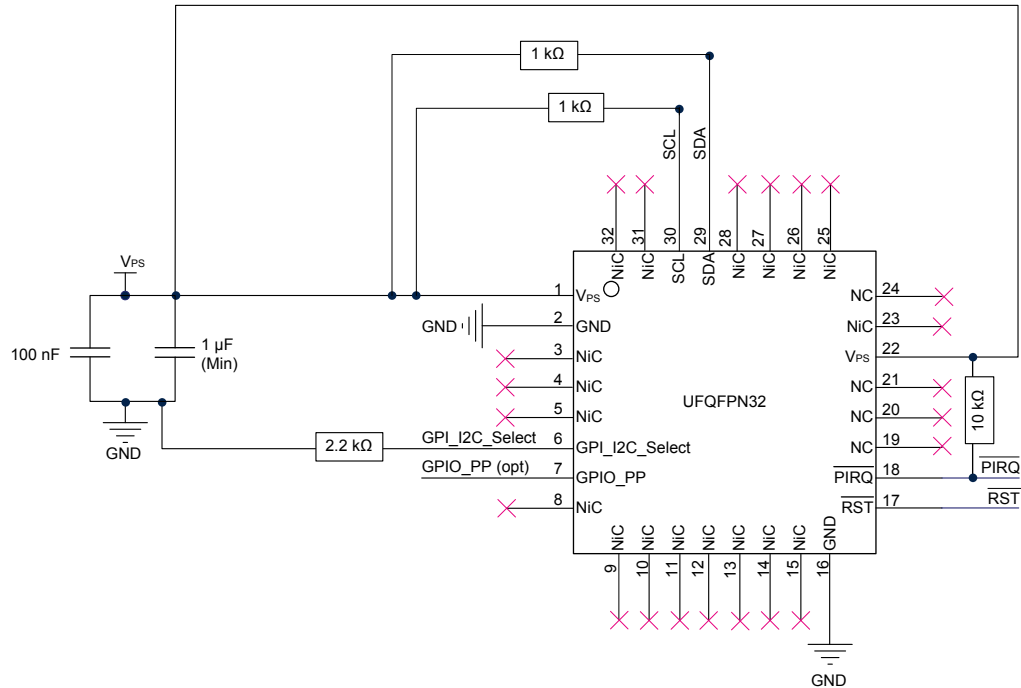 1 kΩ
1 kΩ
SCL
SDA
32
31
30
29
28
27
26
25
NiC
NiC
SCL
SDA
NiC
NiC
NiC
NiC
VPS
100 nF
1 µF
(Min)
GND
1
VPS
GND
2
GND
3
NiC
4
NiC
5
NiC
2.2 kΩ
GPI_I2C_Select
6
GPI_I2C_Select
GPIO_PP (opt)
7
GPIO_PP
8
NiC
UFQFPN32
NC
24
NiC
23
VPS
22
NC
21
NC
20
NC
19
10 kΩ
PIRQ
18
PIRQ
RST
17
RST
NiC
NiC
NiC
NiC
NiC
NiC
NiC
GND
9
10
11
12
13
14
15
16
GND